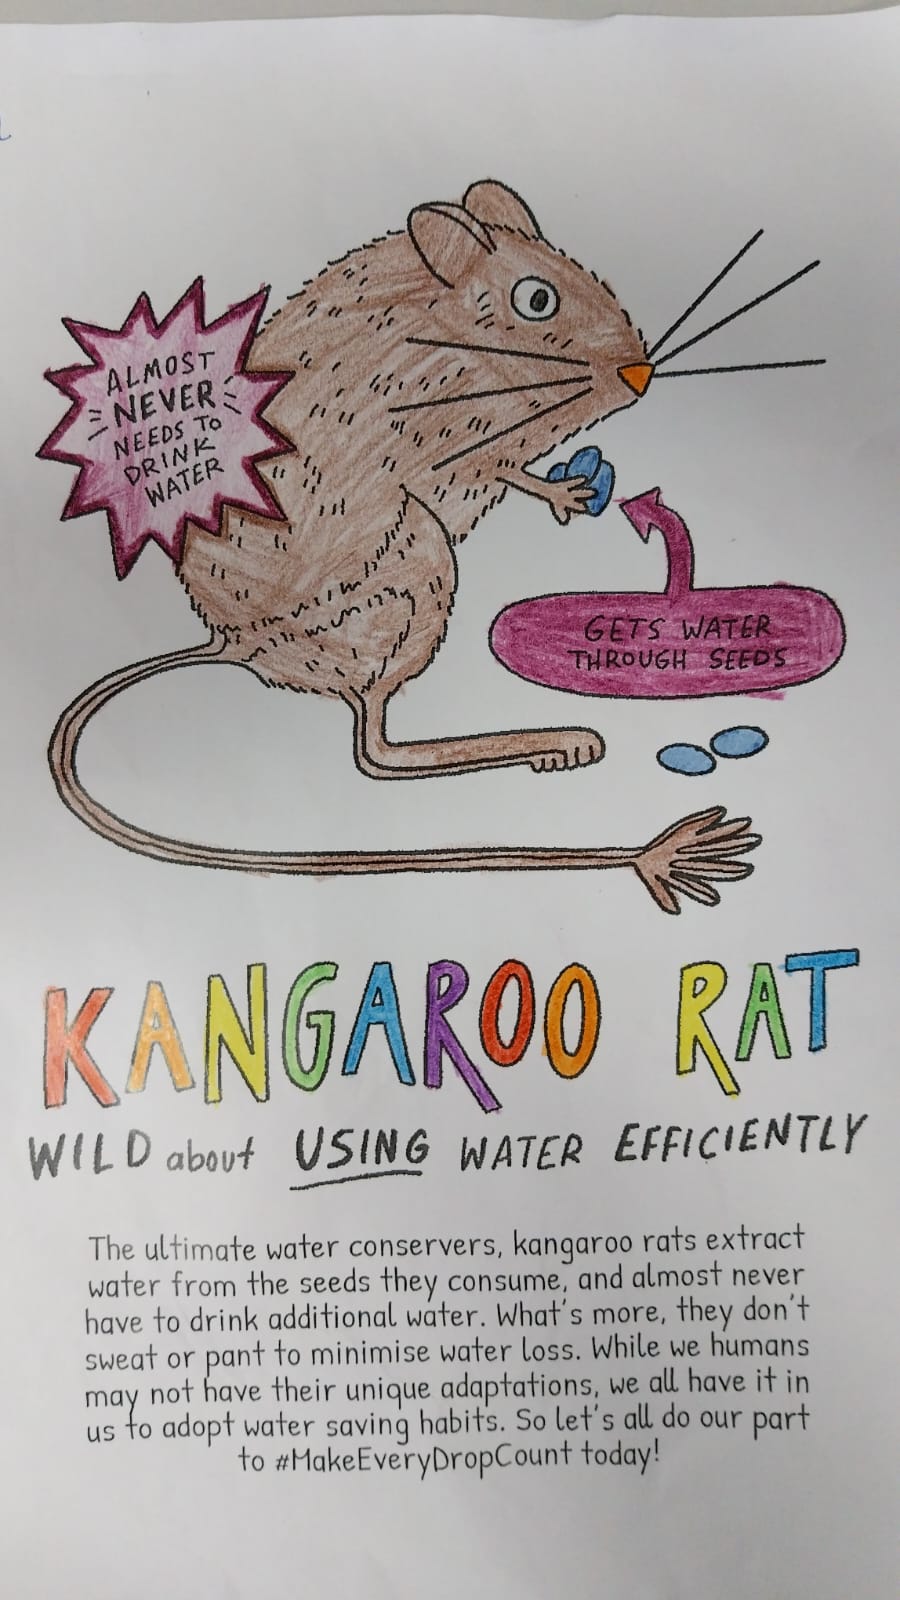 ALMOST
NEVER
NEEDS TO
DRINK
WATER
GETS WATER
THROUGH SEEDS
KANGAROO RAT
WILD about USING WATER EFFICIENTLY
The ultimate water conservers, kangaroo rats extract
water from the seeds they consume, and almost never
have to drink additional water. What's more, they don't
sweat or pant to minimise water loss. While we humans
may not have their unique adaptations, we all have it in
us to adopt water saving habits. So let's all do our part
to #MakeEveryDropCount today!